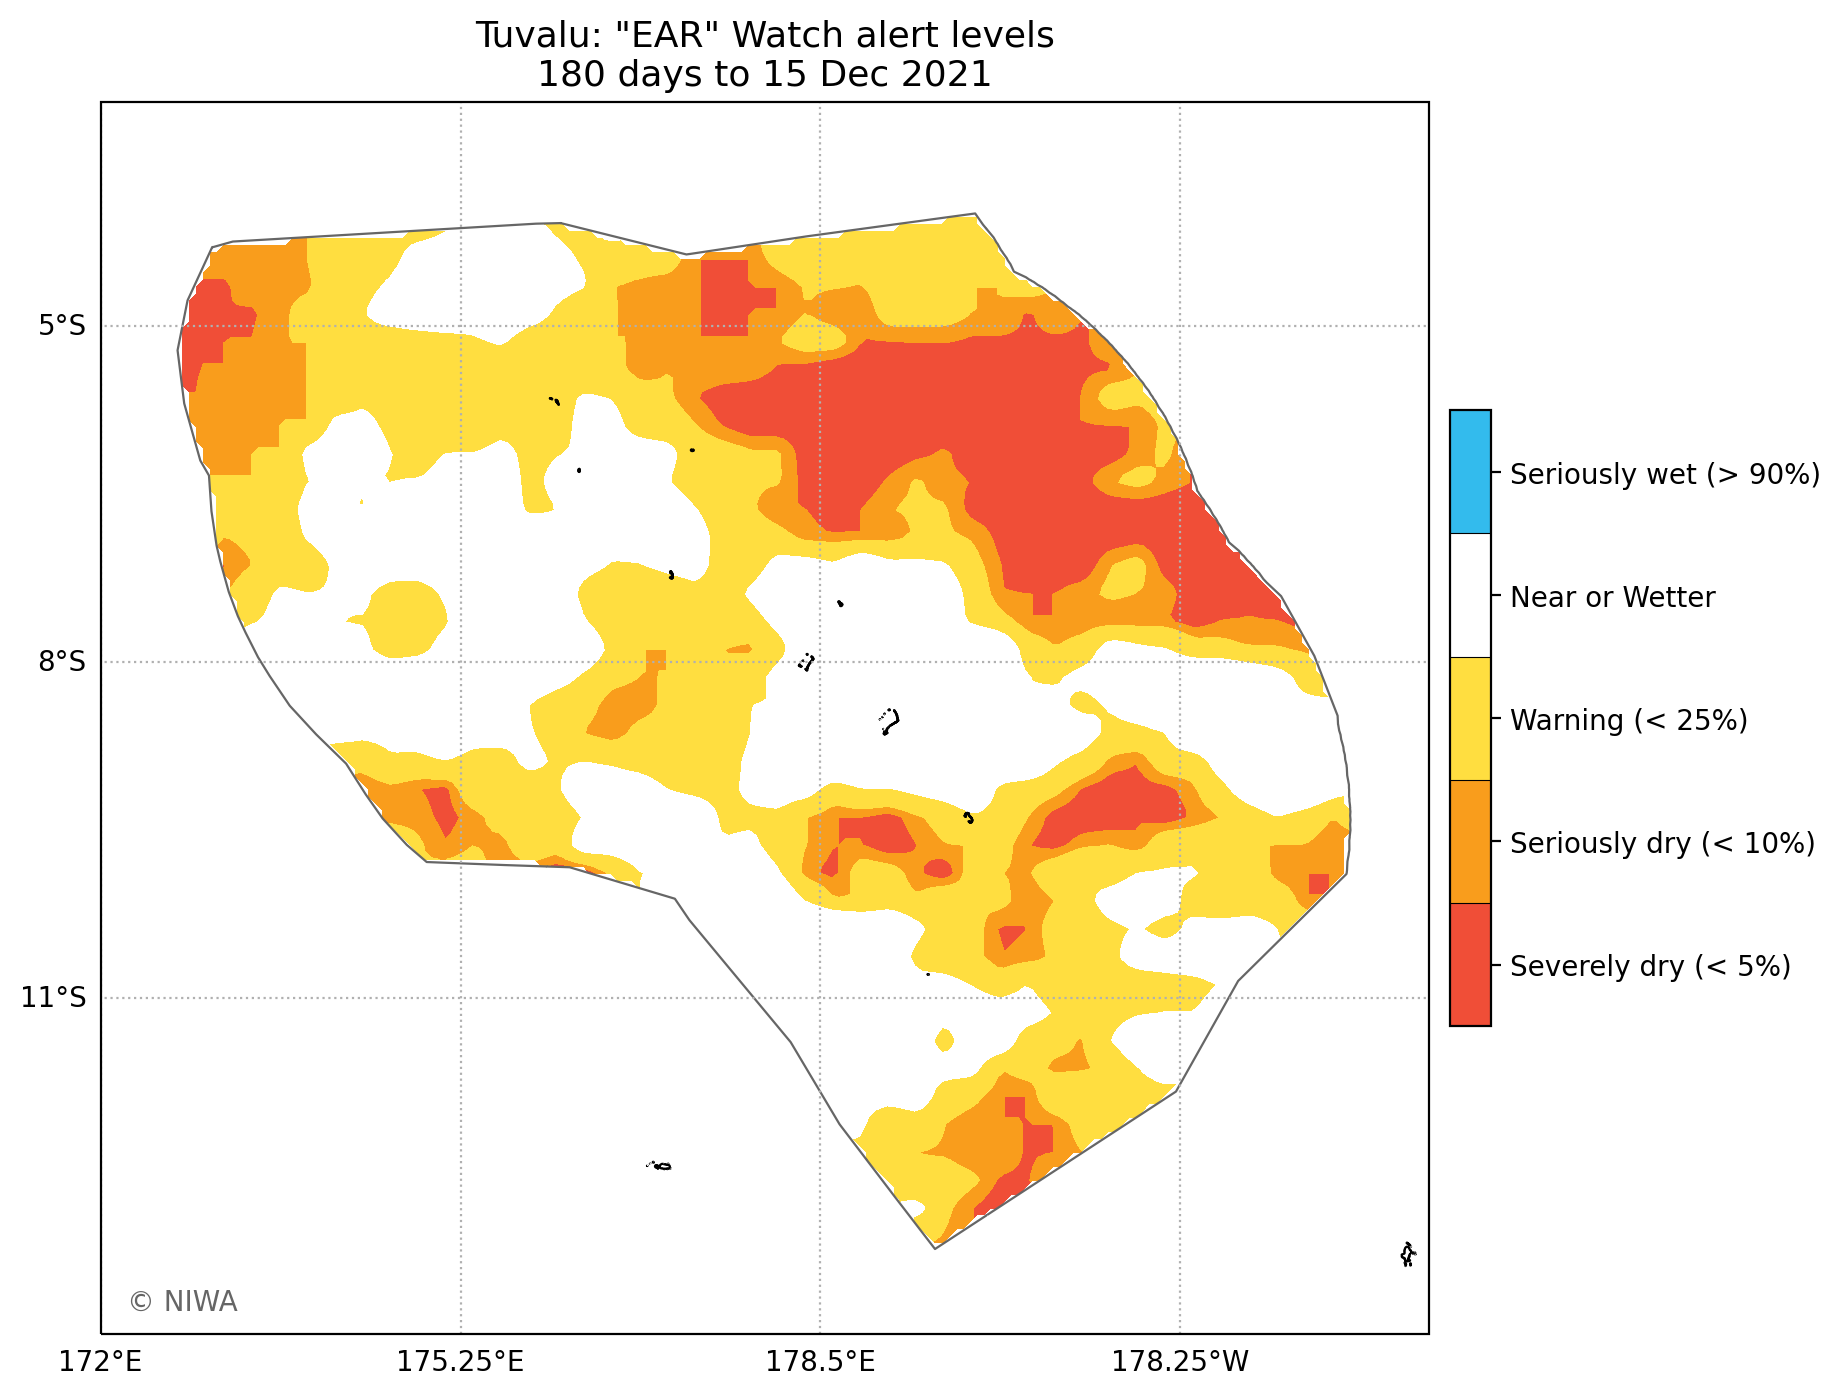 Tuvalu: "EAR" Watch alert levels
180 days to 15 Dec 2021
5°S
8°S
11°S
172°E
175.25°E
178.5°E
178.25°W
Seriously wet (> 90%)
Near or Wetter
Warning (< 25%)
Seriously dry (< 10%)
Severely dry (< 5%)
© NIWA